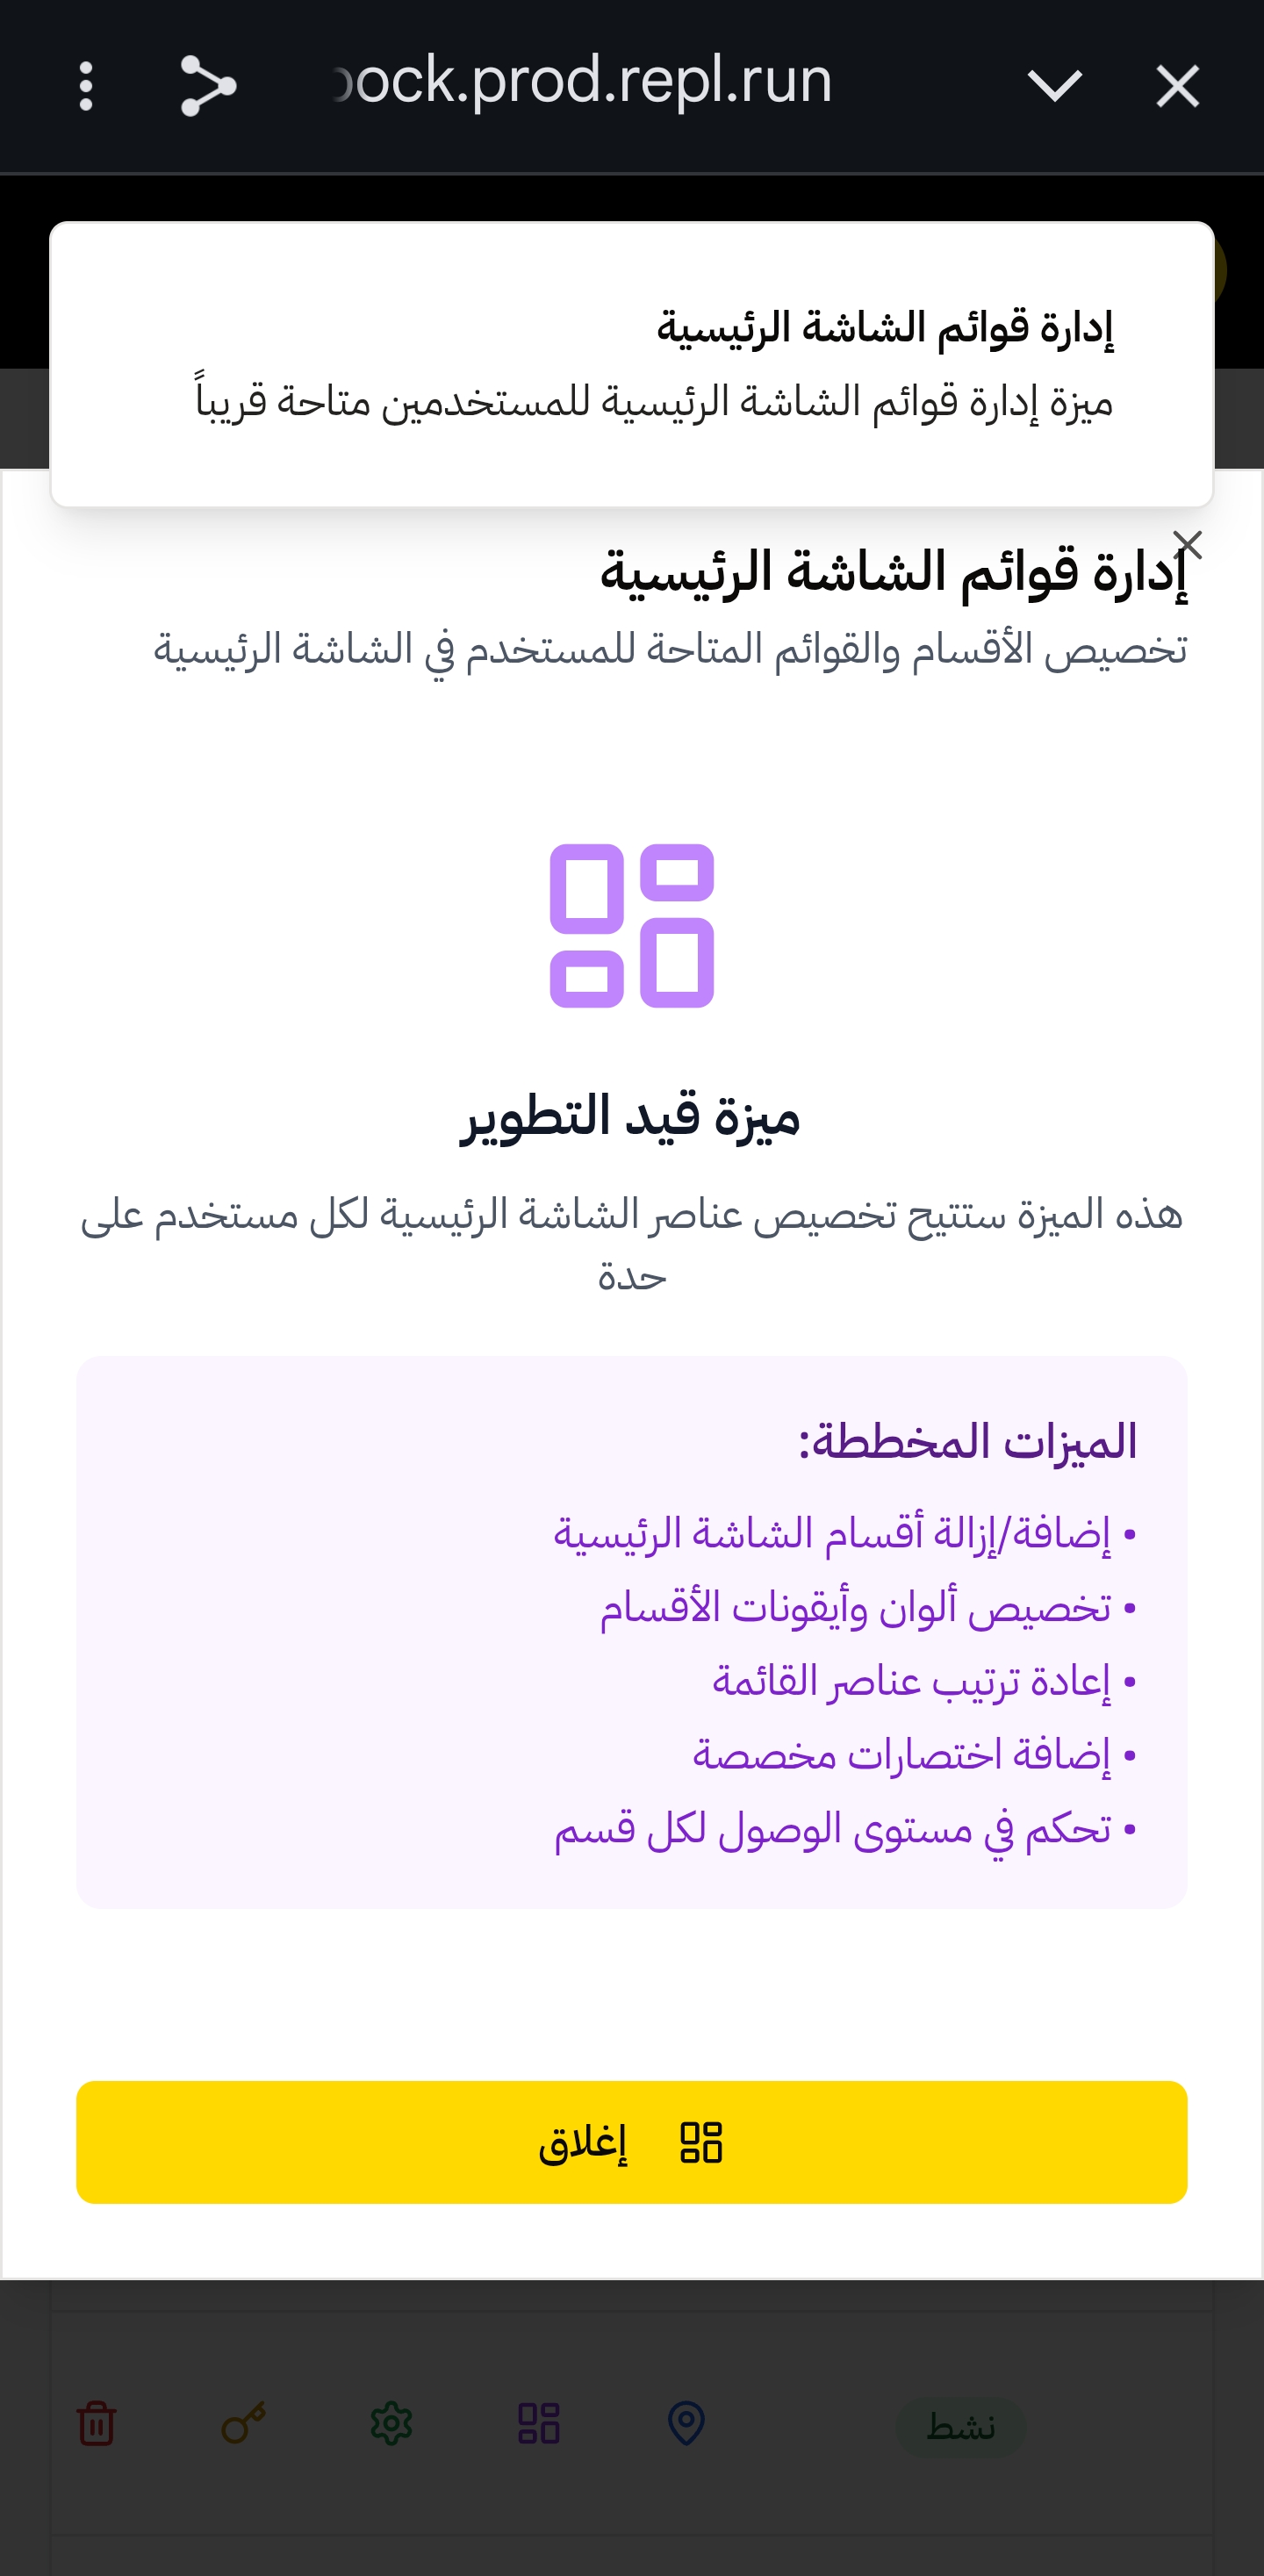 ock.prod.repl.run
إدارة قوائم الشاشة الرئيسية
ميزة إدارة قوائم الشاشة الرئيسية للمستخدمين متاحة قريباً
إدارة قوائم الشاشة الرئيسية
تخصيص الأقسام والقوائم المتاحة للمستخدم في الشاشة الرئيسية
ميزة قيد التطوير
هذه الميزة ستتيح تخصيص عناصر الشاشة الرئيسية لكل مستخدم على
حدة
الميزات المخططة:
• إضافة/إزالة أقسام الشاشة الرئيسية
• تخصيص ألوان وأيقونات الأقسام
• إعادة ترتيب عناصر القائمة
• إضافة اختصارات مخصصة
• تحكم في مستوى الوصول لكل قسم
إغلاق
نشط